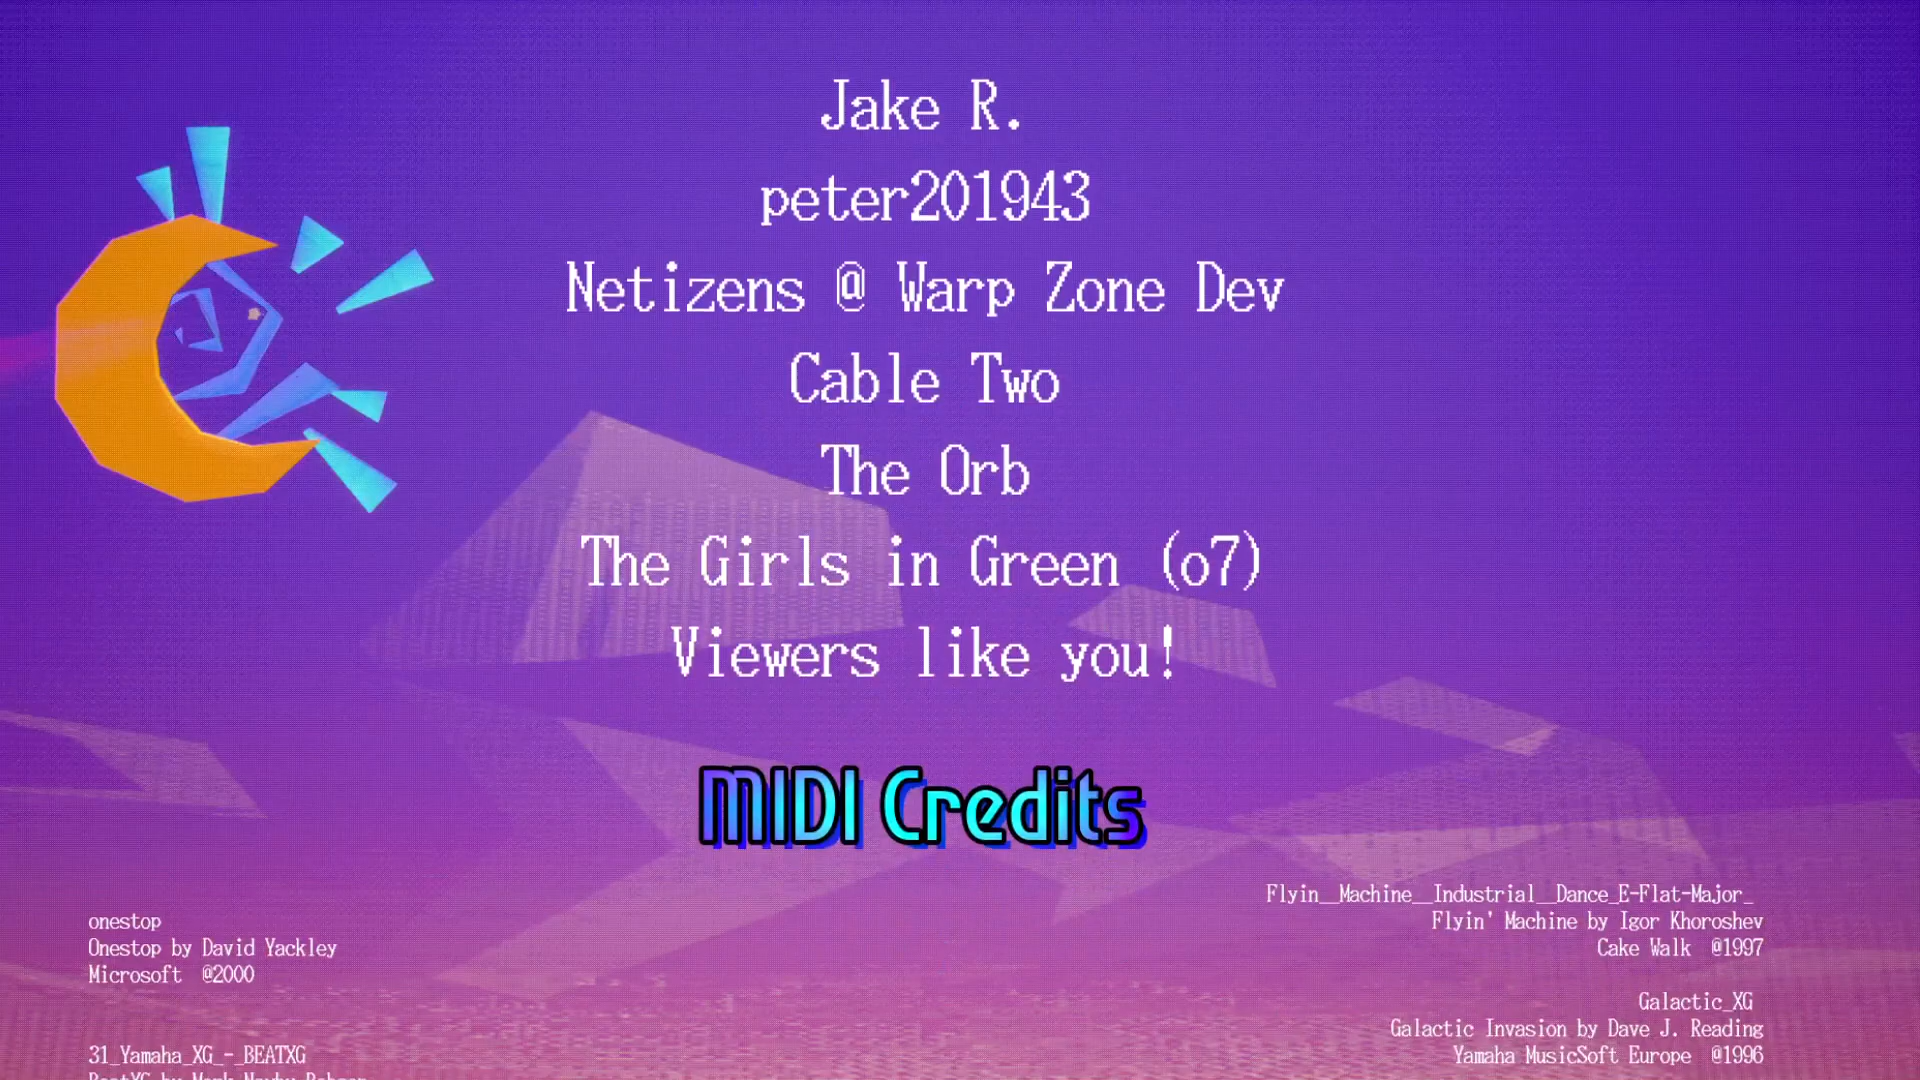 Jake R.
peter201943
Netizens @ Warp Zone Dev
Cable Two
The Orb
The Girls in Green (o7)
Viewers like you!
MIDI Credits
onestop
Onestop by David Yackley
Microsoft @2000
31_Yamaha_XG_-_BEATXG
Flyin__Machine__Industrial__Dance_E-Flat-Major_
Flyin' Machine by Igor Khoroshev
Cake Walk @1997
Galactic_XG
Galactic Invasion by Dave J. Reading
Yamaha MusicSoft Europe @1996